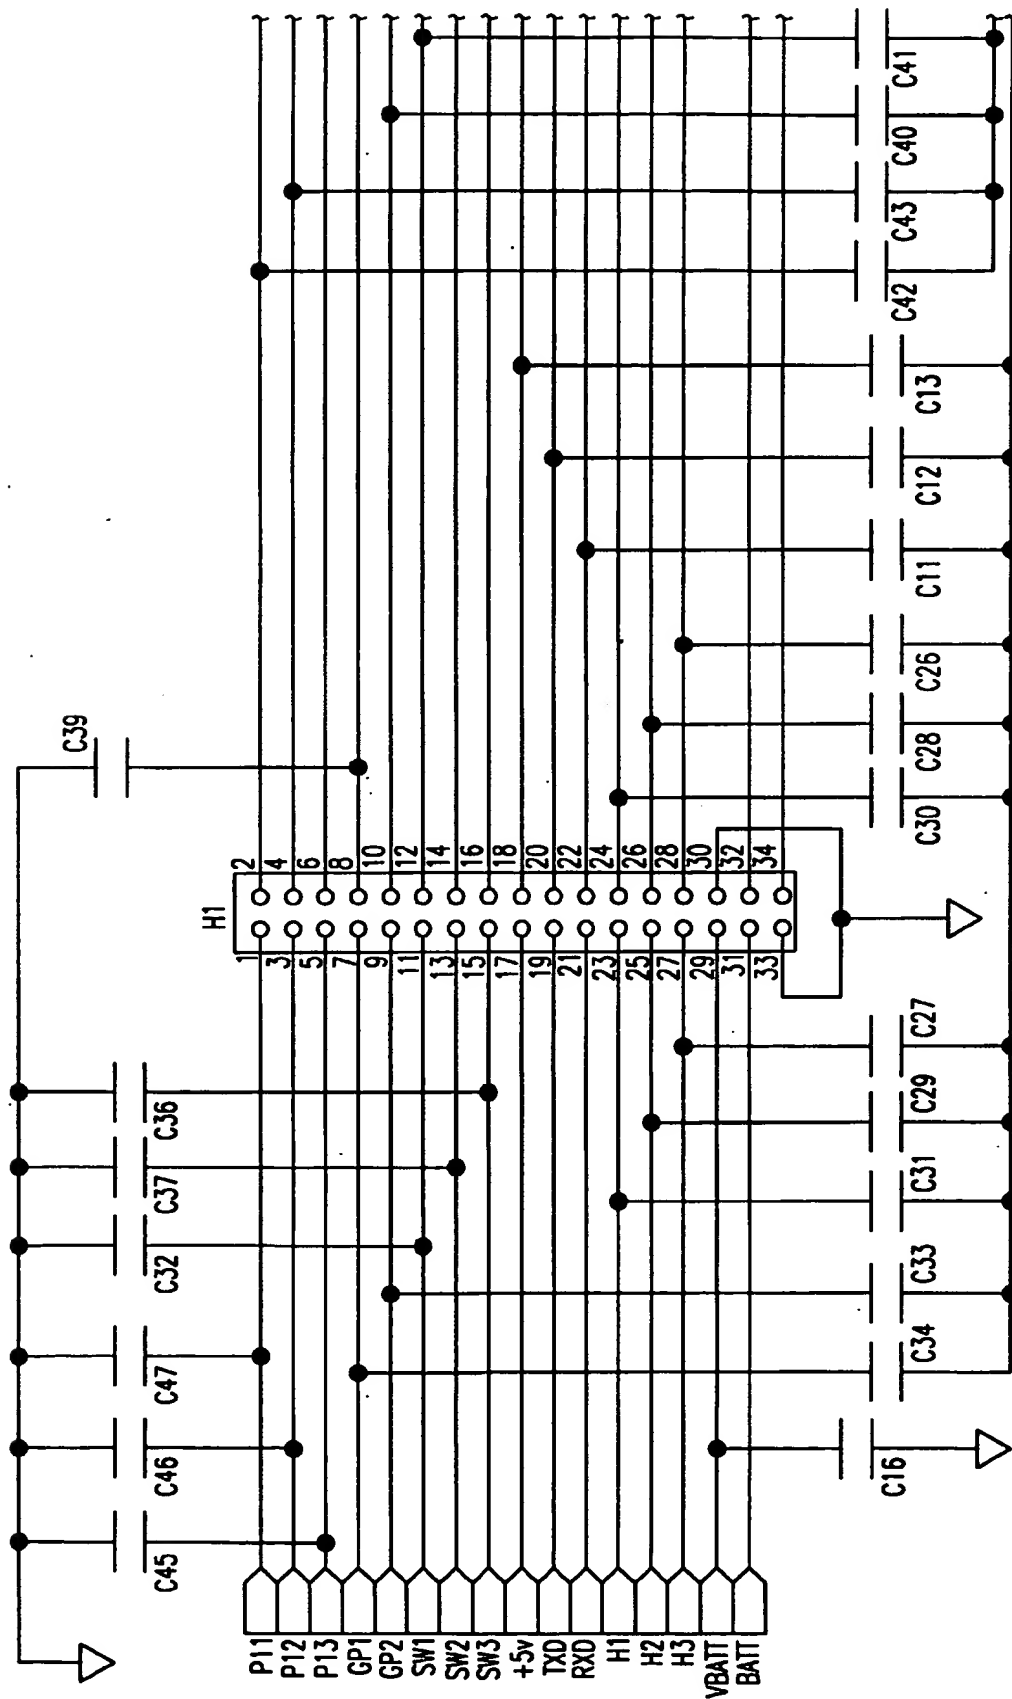 C41
C40
C43
C42
C13
C12
C11
C26
C39
C28
C30
H1
2
4
6
8
10
12
14
16
18
20
22
24
26
28
30
32
34
1
3
5
7
9
11
13
15
17
19
21
23
25
27
29
31
33
C27
C36
C29
C37
C31
C32
C33
C47
C34
C46
C16
C45
P11
P12
P13
GP1
GP2
SW1
SW2
SW3
+5v
TXD
RXD
H1
H2
H3
VBATT
BATT